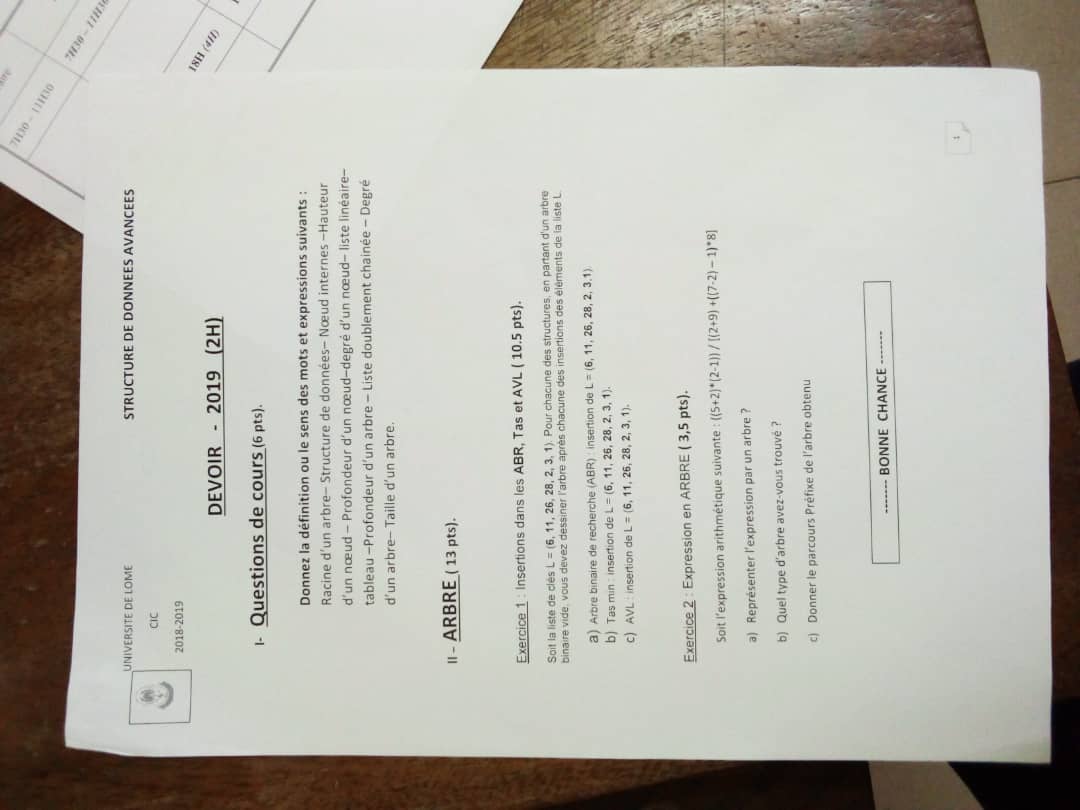 7H30 – 11H30
18H (4H)
UNIVERSITE DE LOME
STRUCTURE DE DONNEES AVANCEES
CIC
2018-2019
DEVOIR - 2019 (2H)
I- Questions de cours (6 pts).
Donnez la définition ou le sens des mots et expressions suivants :
Racine d'un arbre– Structure de données– Nœud internes –Hauteur
d'un nœud – Profondeur d'un nœud–degré d'un nœud– liste linéaire–
tableau –Profondeur d'un arbre – Liste doublement chainée – Degré
d'un arbre– Taille d'un arbre.
II – ARBRE ( 13 pts).
Exercice 1 : Insertions dans les ABR, Tas et AVL ( 10.5 pts).
Soit la liste de clés L = (6, 11, 26, 28, 2, 3, 1). Pour chacune des structures, en partant d'un arbre
binaire vide, vous devez dessiner l'arbre après chacune des insertions des éléments de la liste L.
a) Arbre binaire de recherche (ABR) : insertion de L = (6, 11, 26, 28, 2, 3,1).
b) Tas min : insertion de L = (6, 11, 26, 28, 2, 3, 1).
c) AVL : insertion de L = (6, 11, 26, 28, 2, 3, 1).
Exercice 2 : Expression en ARBRE ( 3,5 pts).
Soit l'expression arithmétique suivante : ((5+2)*(2-1)) / [(2+9) +((7-2) – 1)*8]
a) Représenter l'expression par un arbre ?
b) Quel type d'arbre avez-vous trouvé ?
c) Donner le parcours Préfixe de l'arbre obtenu
------- BONNE CHANCE -------
1